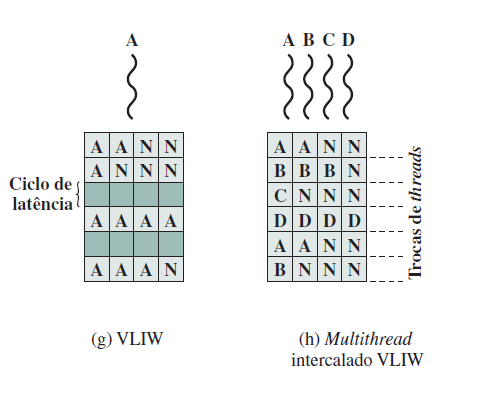 A
A B C D
A A N N
A N N N
Ciclo de
latência
A A A A
A A A N
A A N N
B B B N
C N N N
D D D D
A A N N
B N N N
Trocas de threads
(g) VLIW
(h) Multithread
intercalado VLIW